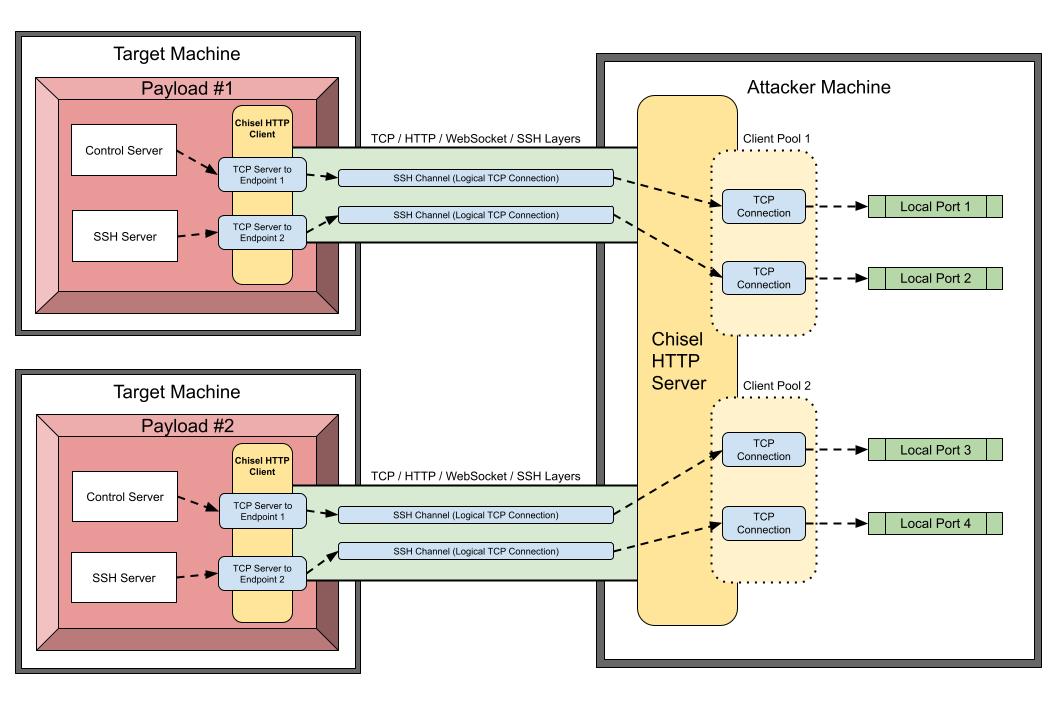 Target Machine
Payload #1
Chisel HTTP
Client
Control Server
TCP Server to
Endpoint 1
SSH Server
TCP Server to
Endpoint 2
TCP / HTTP / WebSocket / SSH Layers
SSH Channel (Logical TCP Connection)
SSH Channel (Logical TCP Connection)
Target Machine
Payload #2
Chisel HTTP
Client
Control Server
TCP Server to
Endpoint 1
SSH Server
TCP Server to
Endpoint 2
TCP / HTTP / WebSocket / SSH Layers
SSH Channel (Logical TCP Connection)
SSH Channel (Logical TCP Connection)
Attacker Machine
Chisel
HTTP
Server
Client Pool 1
TCP
Connection
Local Port 1
TCP
Connection
Local Port 2
Client Pool 2
TCP
Connection
Local Port 3
TCP
Connection
Local Port 4